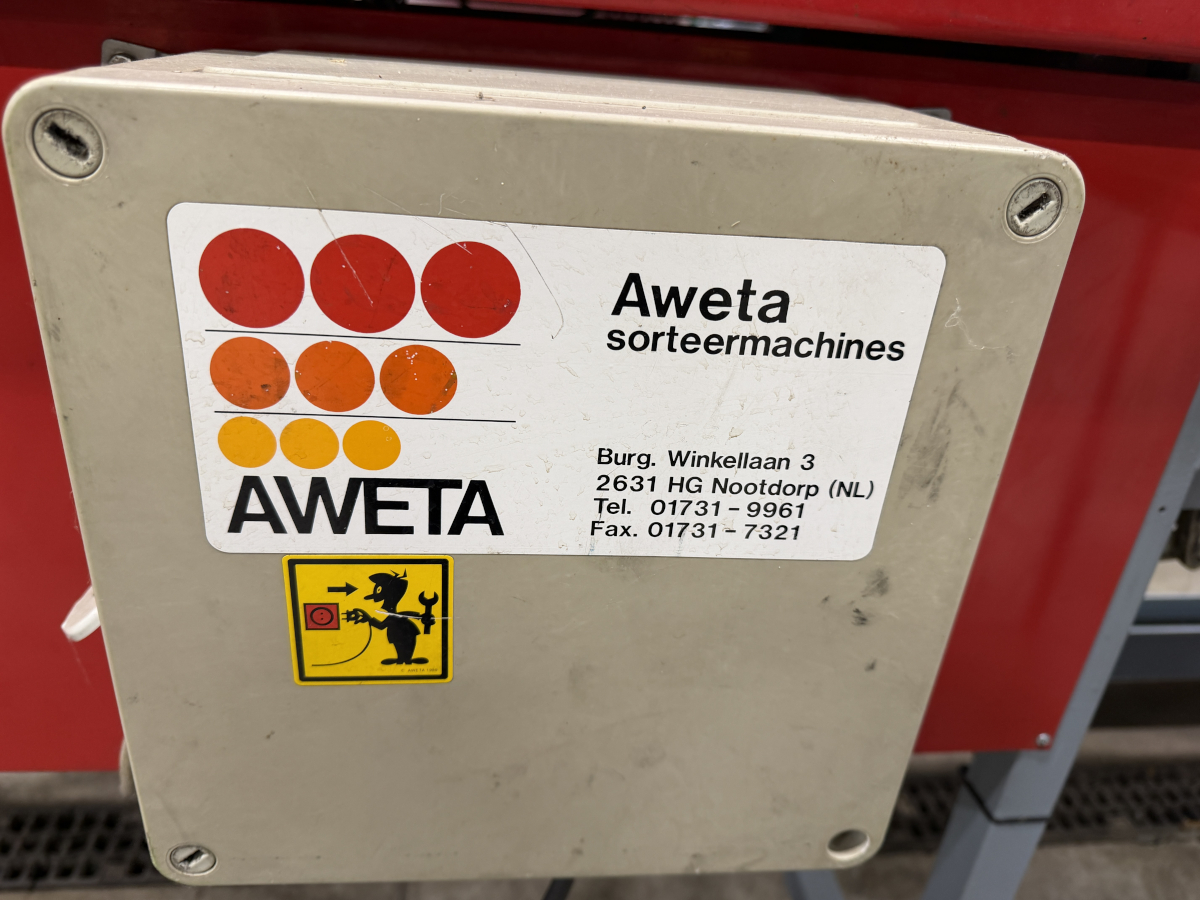 Aweta
sorteermachines
AWETA
Burg. Winkellaan 3
2631 HG Nootdorp (NL)
Tel. 01731-9961
Fax. 01731-7321